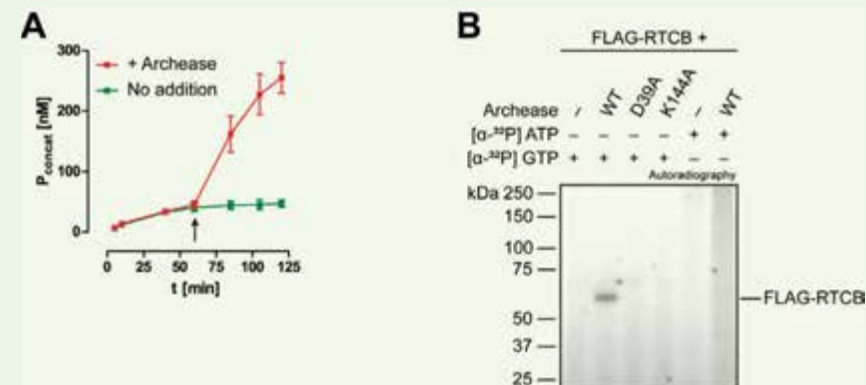 A
300
200
100
0
P concat [nM]
+ Archease
No addition
0 25 50 75 100 125
t [min]
B
FLAG-RTCB +
Archease / WT D39A K144A / WT
[α-³²P] ATP – – – – + +
[α-³²P] GTP + + + + – –
Autoradiography
kDa 250
150
100
75
50
37
25
FLAG-RTCB